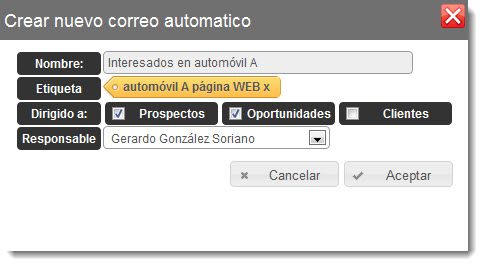 Crear nuevo correo automatico
Nombre: Interesados en automóvil A
Etiqueta automóvil A página WEB x
Dirigido a: Prospectos Oportunidades Clientes
Responsable Gerardo González Soriano
Cancelar Aceptar